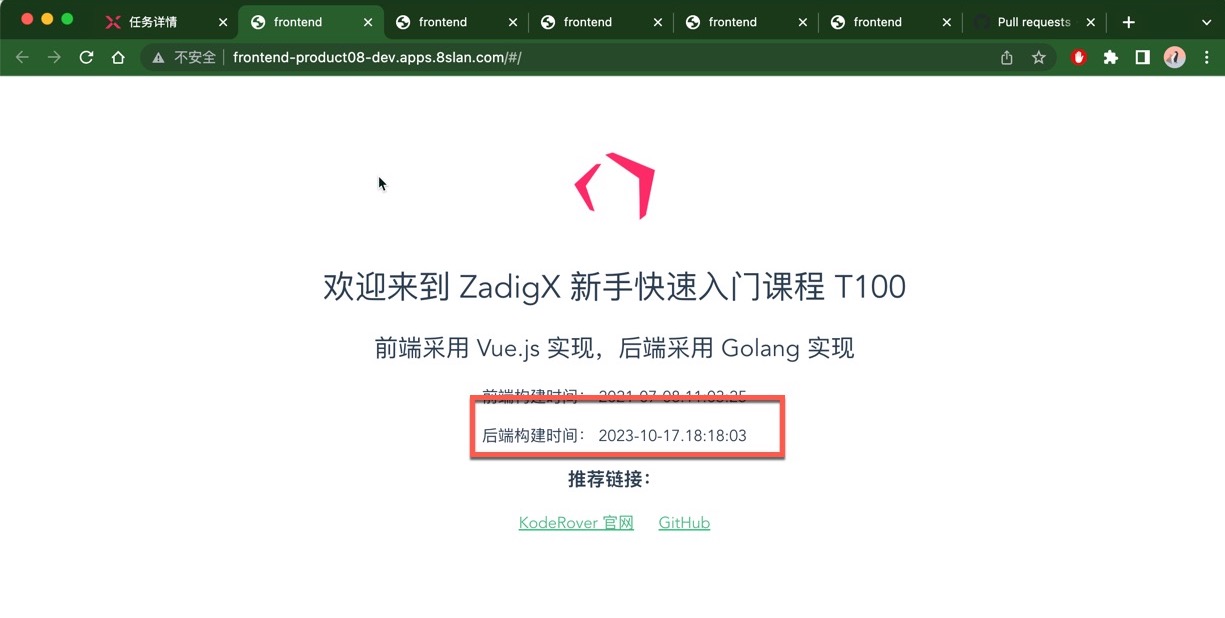 任务详情 frontend frontend frontend frontend frontend Pull requests
不安全 frontend-product08-dev.apps.8slan.com/#/
欢迎来到 ZadigX 新手快速入门课程 T100
前端采用 Vue.js 实现，后端采用 Golang 实现
前端构建时间： 2021-07-08.11:03:25
后端构建时间： 2023-10-17.18:18:03
推荐链接：
KodeRover 官网 GitHub